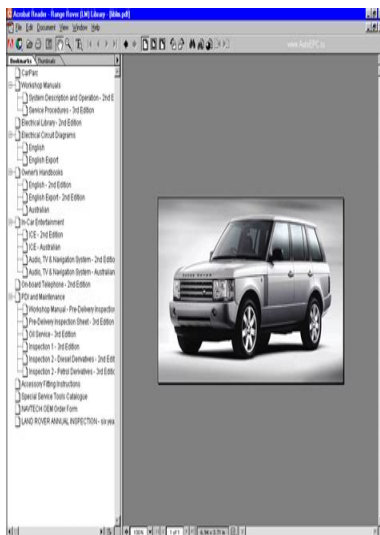 Acrobat Reader - Range Rover (LM) Library - [liblm.pdf]
File Edit Document View Window Help
www.AutoEPC.ru
Bookmarks Thumbnails
CarParc
Workshop Manuals
System Description and Operation - 2nd E
Service Procedures - 3rd Edition
Electrical Library - 2nd Edition
Electrical Circuit Diagrams
English
English Export
Owner's Handbooks
English - 2nd Edition
English Export - 2nd Edition
Australian
In-Car Entertainment
ICE - 2nd Edition
ICE - Australian
Audio, TV & Navigation System - 2nd Editio
Audio, TV & Navigation System - Australian
On-board Telephone - 2nd Edition
PDI and Maintenance
Workshop Manual - Pre-Delivery Inspection
Pre-Delivery Inspection Sheet - 3rd Edition
Oil Service - 3rd Edition
Inspection 1 - 3rd Edition
Inspection 2 - Diesel Derivatives - 3rd Edit
Inspection 2 - Petrol Derivatives - 3rd Editi
Accessory Fitting Instructions
Special Service Tools Catalogue
NAVTECH OEM Order Form
LAND ROVER ANNUAL INSPECTION - six yea
RANGE ROVER
100% 1 of 1